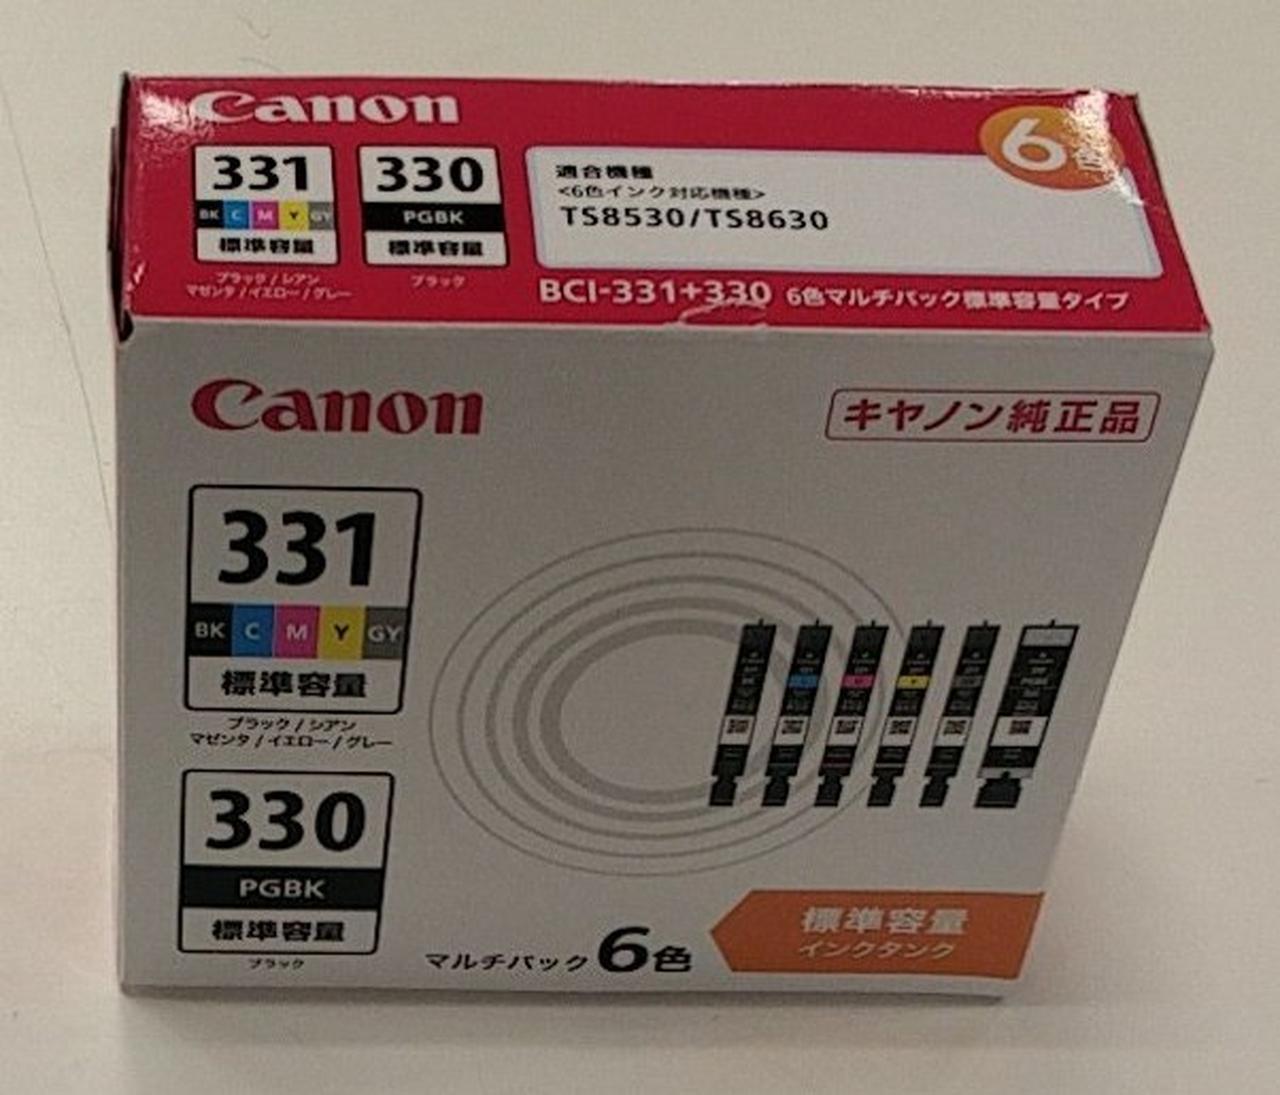 Canon
6色
331
BK C M Y GY
標準容量
ブラック / シアン
マゼンタ / イエロー / グレー
330
PGBK
標準容量
ブラック
適合機種
<6色インク対応機種>
TS8530/TS8630
BCI-331+330 6色マルチパック標準容量タイプ
Canon
キヤノン純正品
331
BK C M Y GY
標準容量
ブラック / シアン
マゼンタ / イエロー / グレー
330
PGBK
標準容量
ブラック
マルチパック 6色
標準容量
インクタンク